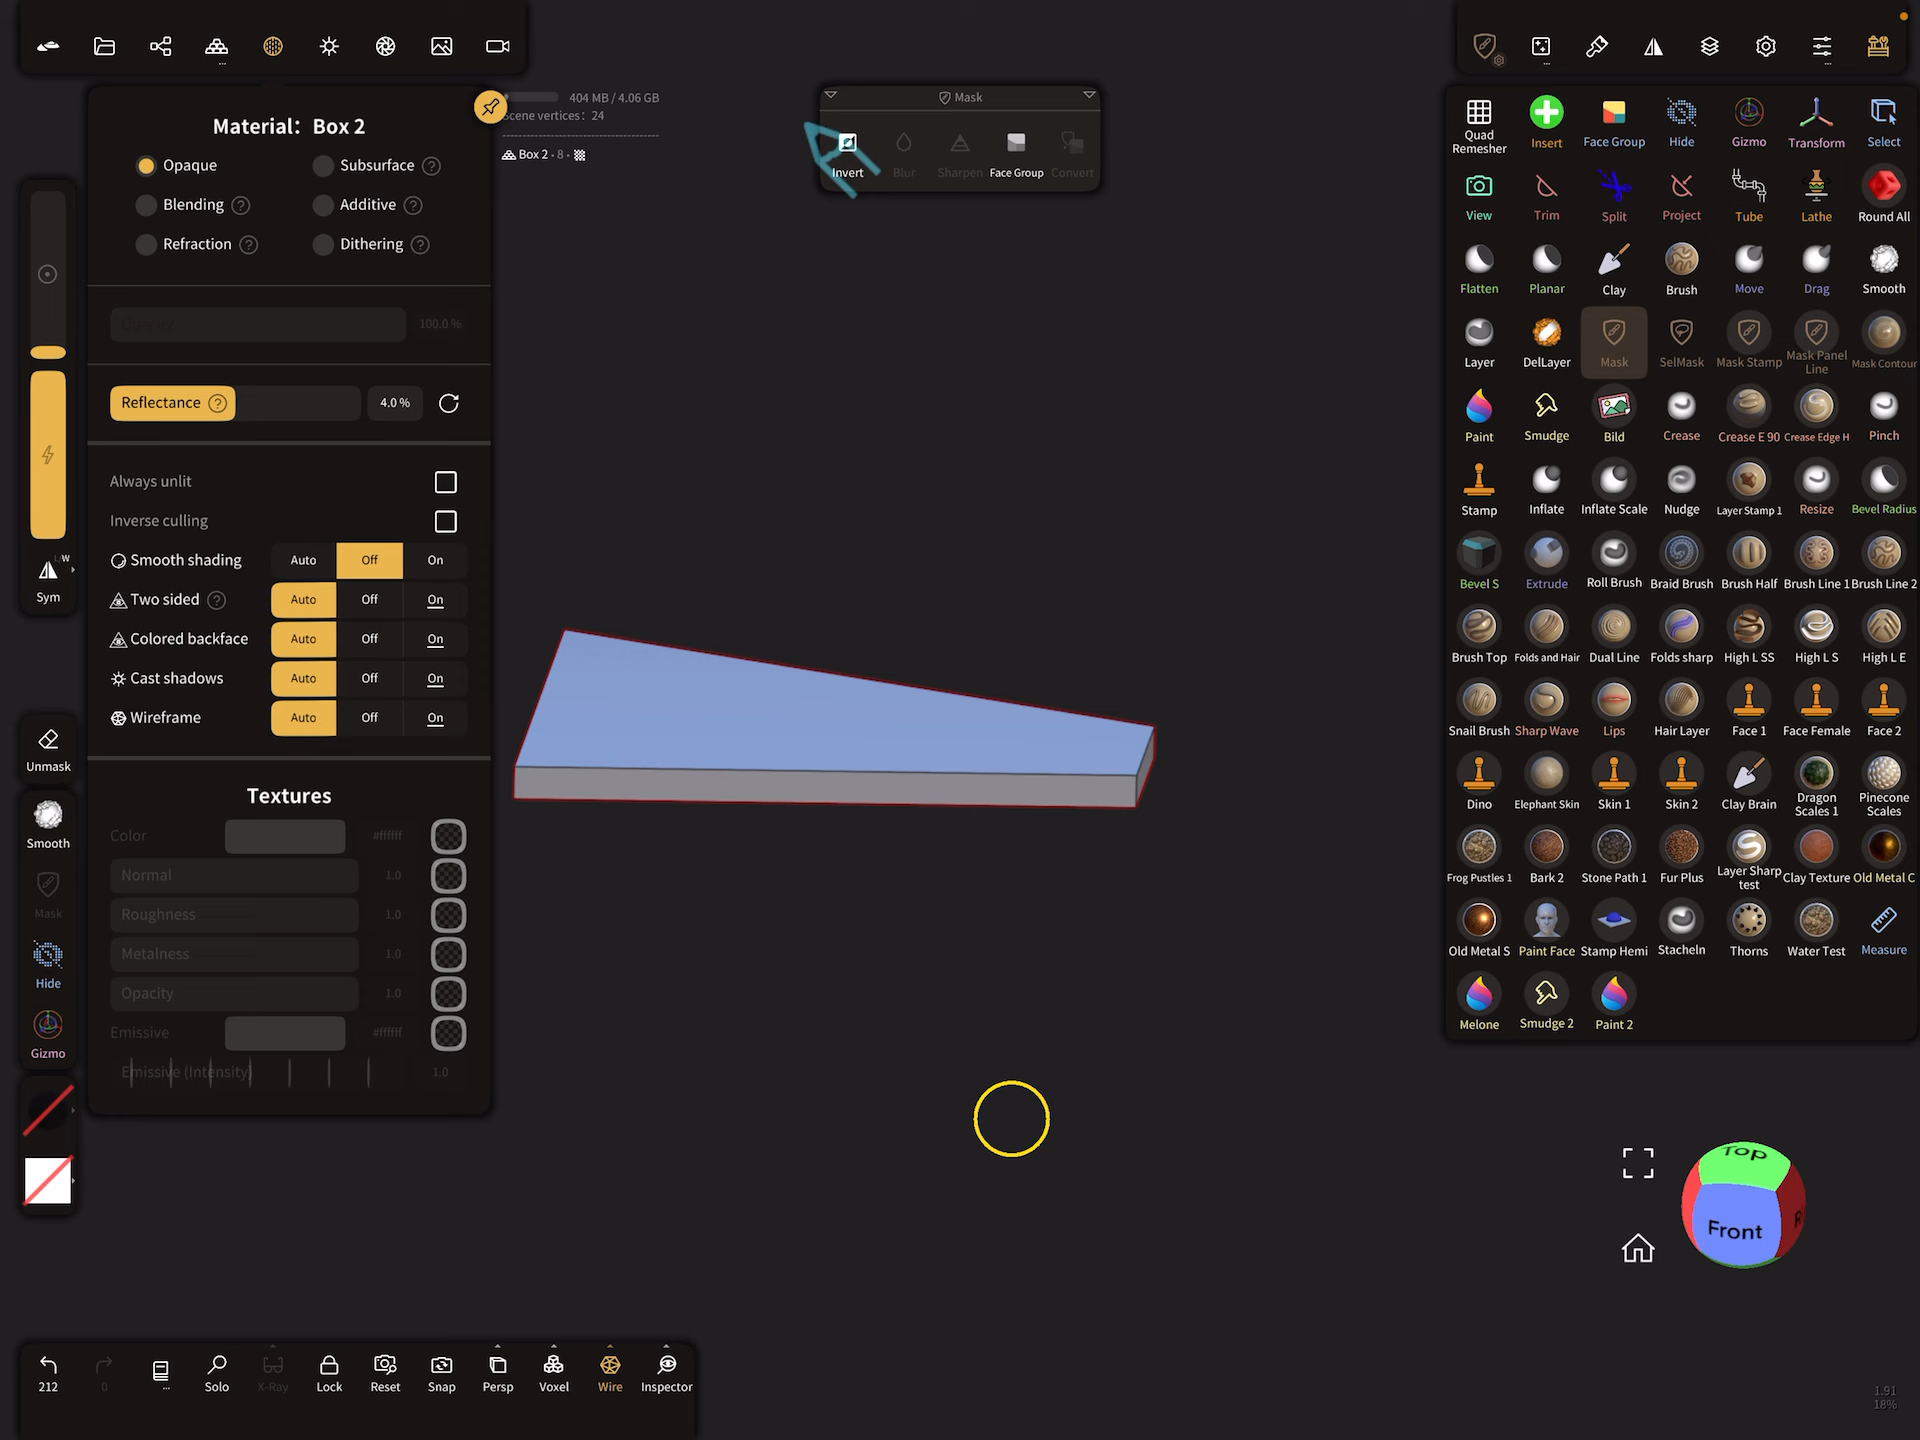 Material: Box 2
Opaque
Subsurface ?
Blending ?
Additive ?
Refraction ?
Dithering ?
100.0 %
Reflectance ?
4.0 %
Always unlit
Inverse culling
Smooth shading Auto Off On
Two sided ? Auto Off On
Colored backface Auto Off On
Cast shadows Auto Off On
Wireframe Auto Off On
Textures
Color #ffffff
Normal 1.0
Roughness 1.0
Metalness 1.0
Opacity 1.0
Emissive #ffffff
Emissive (Intensity) 1.0
404 MB / 4.06 GB
Scene vertices: 24
Box 2 · 8 ·
Mask
Invert
Blur
Sharpen
Face Group
Convert
W
Sym
Unmask
Smooth
Mask
Hide
Gizmo
Quad Remesher
Insert
Face Group
Hide
Gizmo
Transform
Select
View
Trim
Split
Project
Tube
Lathe
Round All
Flatten
Planar
Clay
Brush
Move
Drag
Smooth
Layer
DelLayer
Mask
SelMask
Mask Stamp
Mask Panel Line
Mask Contour
Paint
Smudge
Bild
Crease
Crease E 90
Crease Edge H
Pinch
Stamp
Inflate
Inflate Scale
Nudge
Layer Stamp 1
Resize
Bevel Radius
Bevel S
Extrude
Roll Brush
Braid Brush
Brush Half
Brush Line 1
Brush Line 2
Brush Top
Folds and Hair
Dual Line
Folds sharp
High L SS
High L S
High L E
Snail Brush
Sharp Wave
Lips
Hair Layer
Face 1
Face Female
Face 2
Dino
Elephant Skin
Skin 1
Skin 2
Clay Brain
Dragon Scales 1
Pinecone Scales
Frog Pustles 1
Bark 2
Stone Path 1
Fur Plus
Layer Sharp test
Clay Texture
Old Metal C
Old Metal S
Paint Face
Stamp Hemi
Stacheln
Thorns
Water Test
Measure
Melone
Smudge 2
Paint 2
Top
Front
R
212
0
Solo
X-Ray
Lock
Reset
Snap
Persp
Voxel
Wire
Inspector
1.91
18%